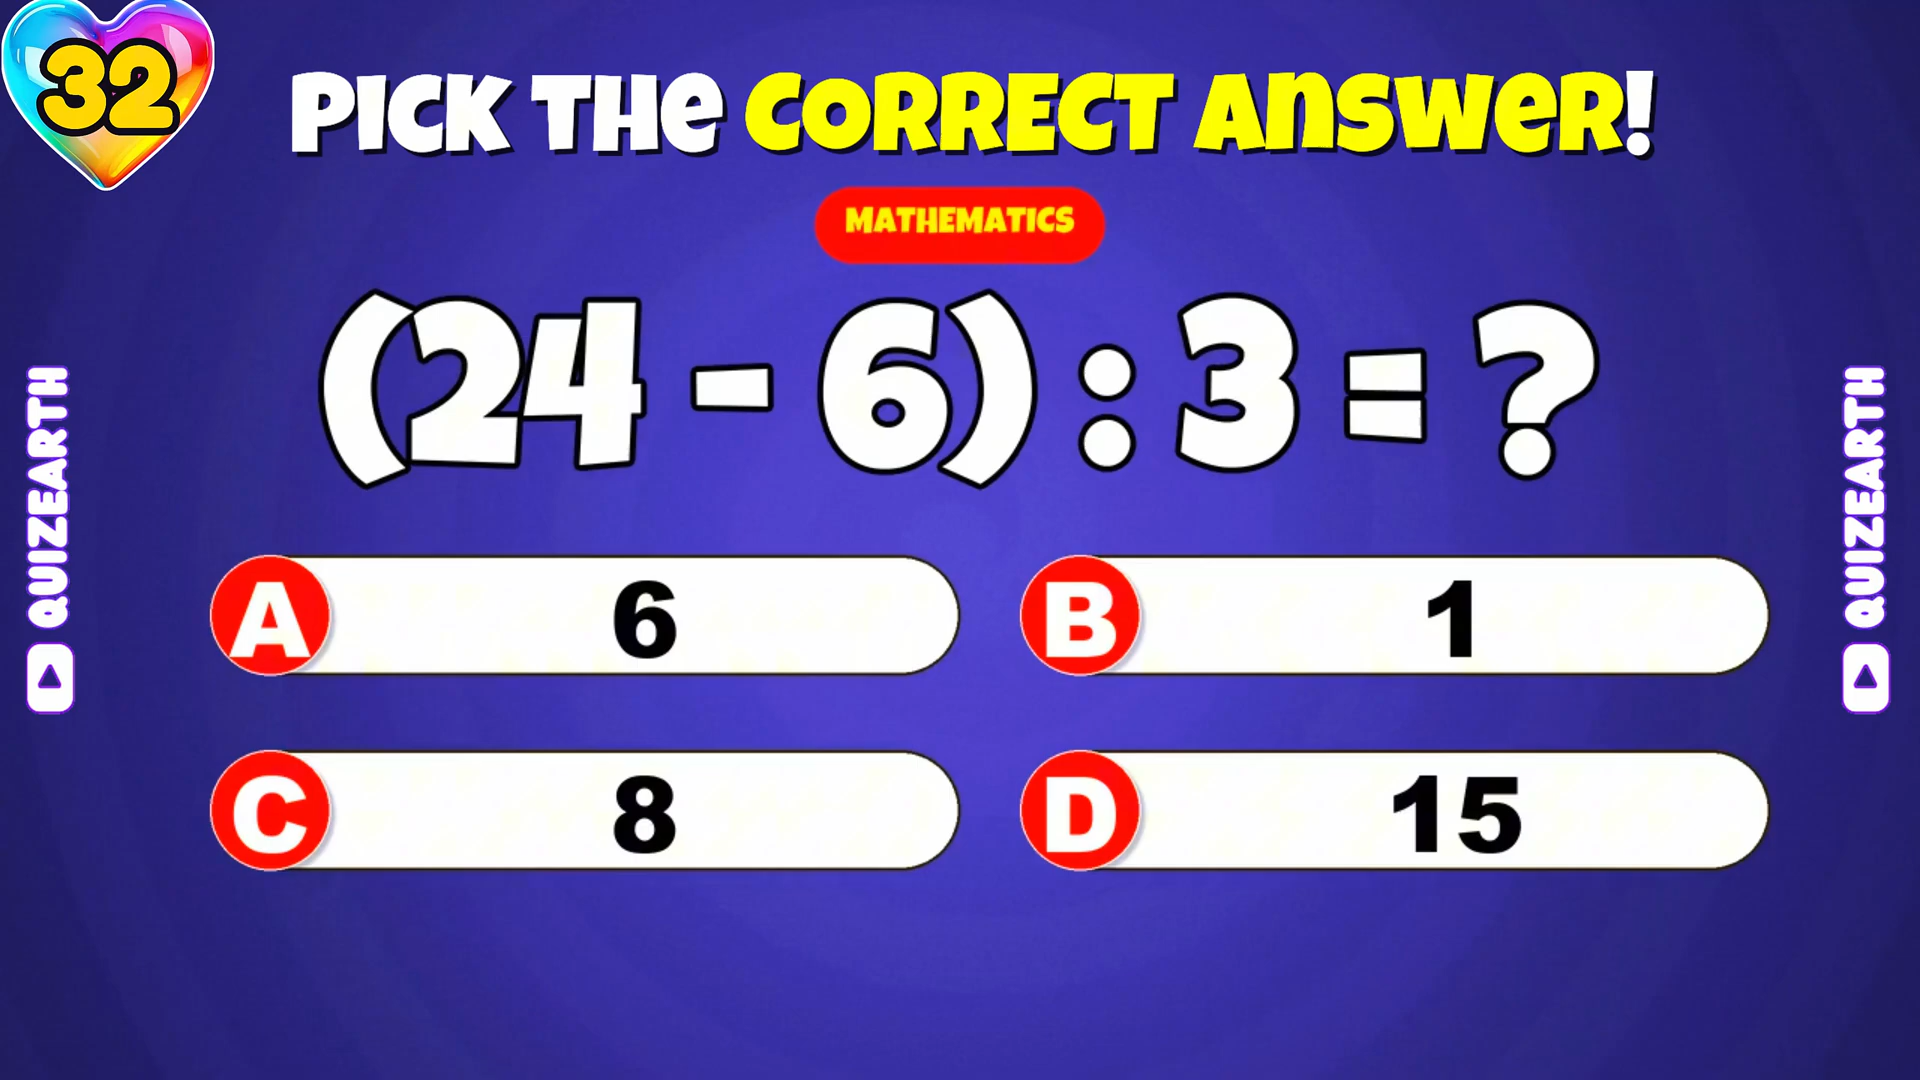 32
PICK THE CORRECT ANSWER!
MATHEMATICS
(24 - 6) : 3 = ?
A 6
B 1
C 8
D 15
QUIZEARTH
QUIZEARTH